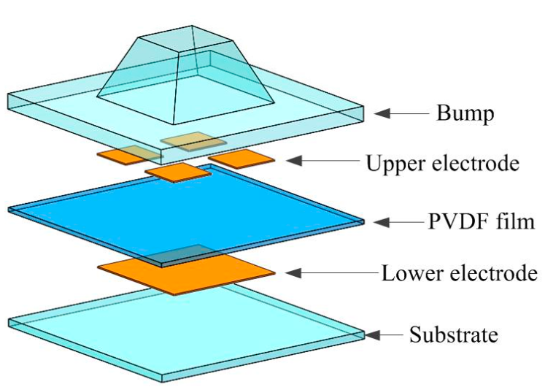 Bump
Upper electrode
PVDF film
Lower electrode
Substrate